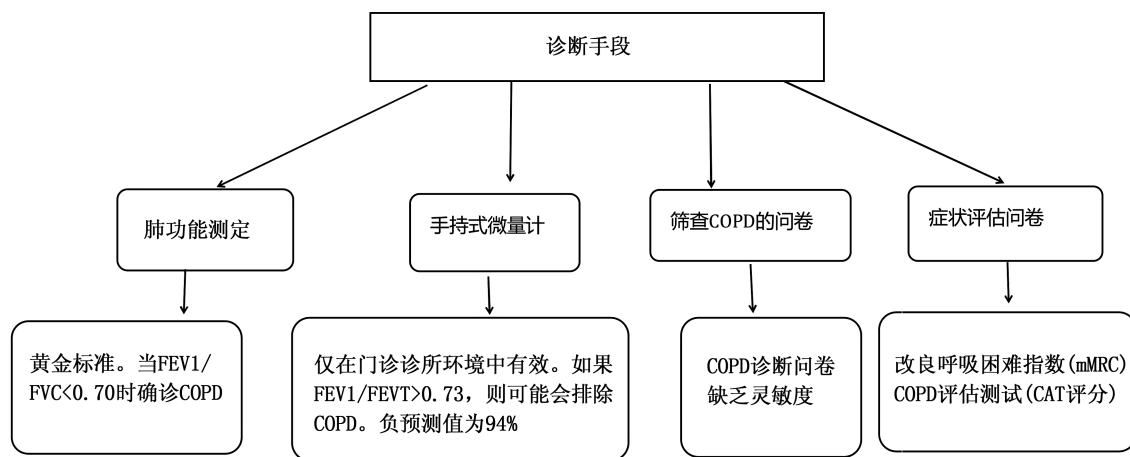 诊断手段
肺功能测定
手持式微量计
筛查COPD的问卷
症状评估问卷
黄金标准。当FEV1/
FVC<0.70时确诊COPD
仅在门诊诊所环境中有效。如果
FEV1/FEVT>0.73，则可能会排除
COPD。负预测值为94%
COPD诊断问卷
缺乏灵敏度
改良呼吸困难指数(mMRC)
COPD评估测试(CAT评分)